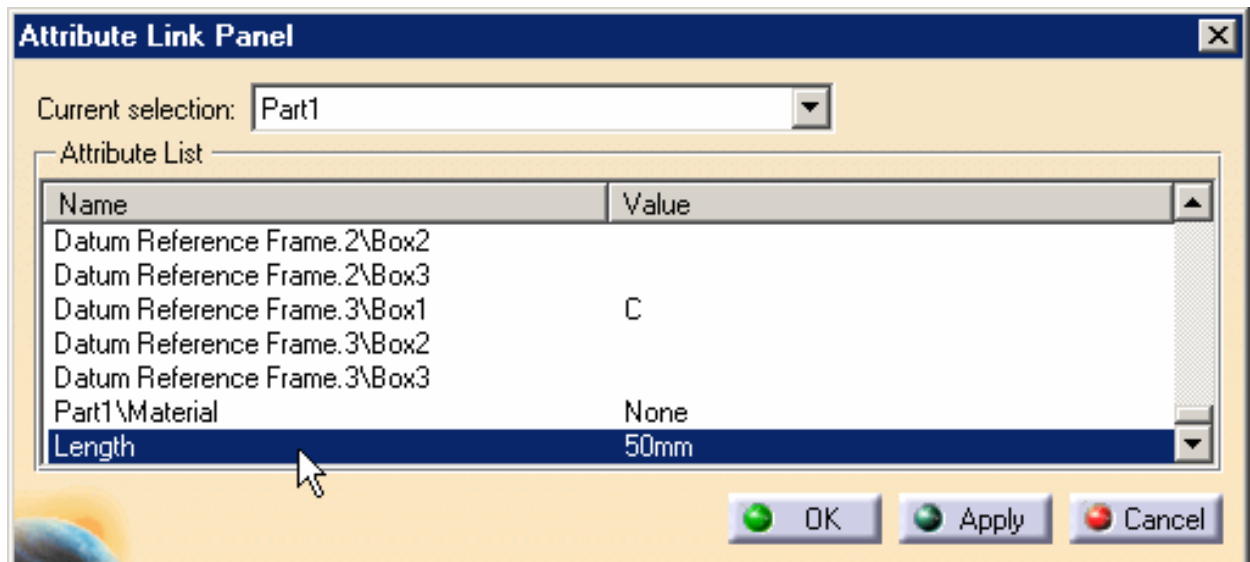 Attribute Link Panel
Current selection: Part1
Attribute List
Name Value
Datum Reference Frame.2\Box2
Datum Reference Frame.2\Box3
Datum Reference Frame.3\Box1 C
Datum Reference Frame.3\Box2
Datum Reference Frame.3\Box3
Part1\Material None
Length 50mm
OK Apply Cancel